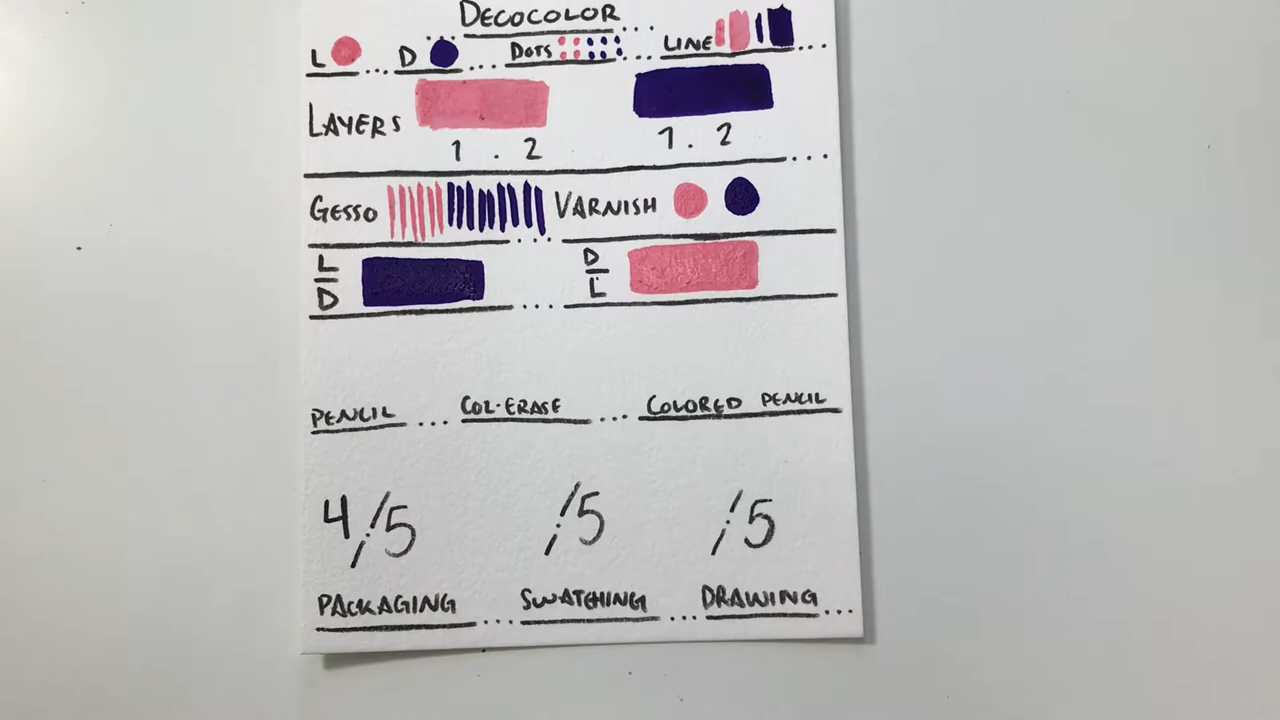 DECOCOLOR
L D DOTS LINE
LAYERS
1 . 2 1 . 2
GESSO VARNISH
L D
D L
PENCIL COL-ERASE COLORED PENCIL
4/5 /5 /5
PACKAGING SWATCHING DRAWING